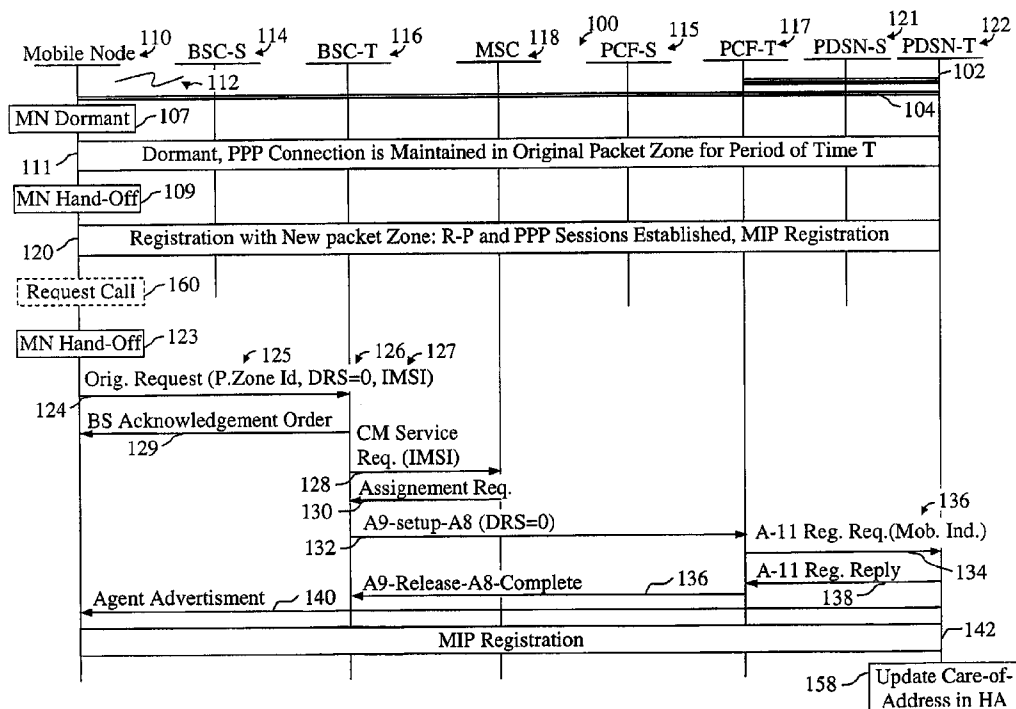 110 114 116 118 100 115 117 121 122
Mobile Node BSC-S BSC-T MSC PCF-S PCF-T PDSN-S PDSN-T
112
102
104
MN Dormant 107
111 Dormant, PPP Connection is Maintained in Original Packet Zone for Period of Time T
MN Hand-Off 109
120 Registration with New packet Zone: R-P and PPP Sessions Established, MIP Registration
Request Call 160
MN Hand-Off 123
125 126 127
Orig. Request (P.Zone Id, DRS=0, IMSI)
124
BS Acknowledgement Order
129
CM Service
Req. (IMSI)
128
Assignement Req.
130
A9-setup-A8 (DRS=0)
132
136
A-11 Reg. Req.(Mob. Ind.)
134
A-11 Reg. Reply
138
A9-Release-A8-Complete 136
Agent Advertisment 140
MIP Registration 142
158 Update Care-of-
Address in HA